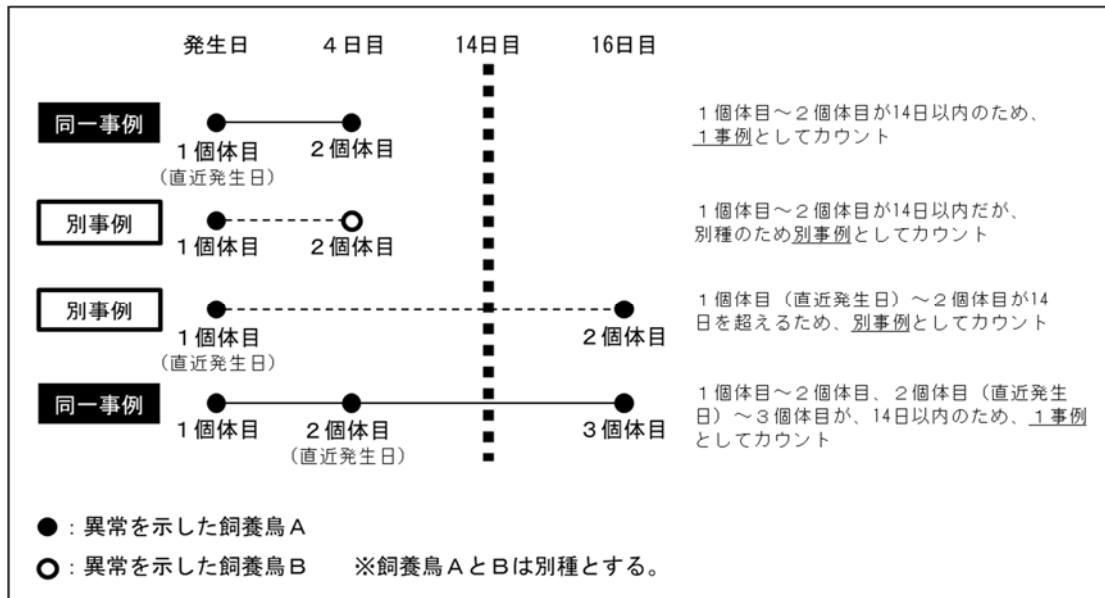 発生日　４日目　14日目　16日目
同一事例
１個体目　２個体目
（直近発生日）
１個体目～２個体目が14日以内のため、
１事例としてカウント
別事例
１個体目　２個体目
１個体目～２個体目が14日以内だが、
別種のため別事例としてカウント
別事例
１個体目　２個体目
（直近発生日）
１個体目（直近発生日）～２個体目が14
日を超えるため、別事例としてカウント
同一事例
１個体目　２個体目　３個体目
（直近発生日）
１個体目～２個体目、２個体目（直近発生
日）～３個体目が、14日以内のため、１事例
としてカウント
●：異常を示した飼養鳥Ａ
○：異常を示した飼養鳥Ｂ　※飼養鳥ＡとＢは別種とする。